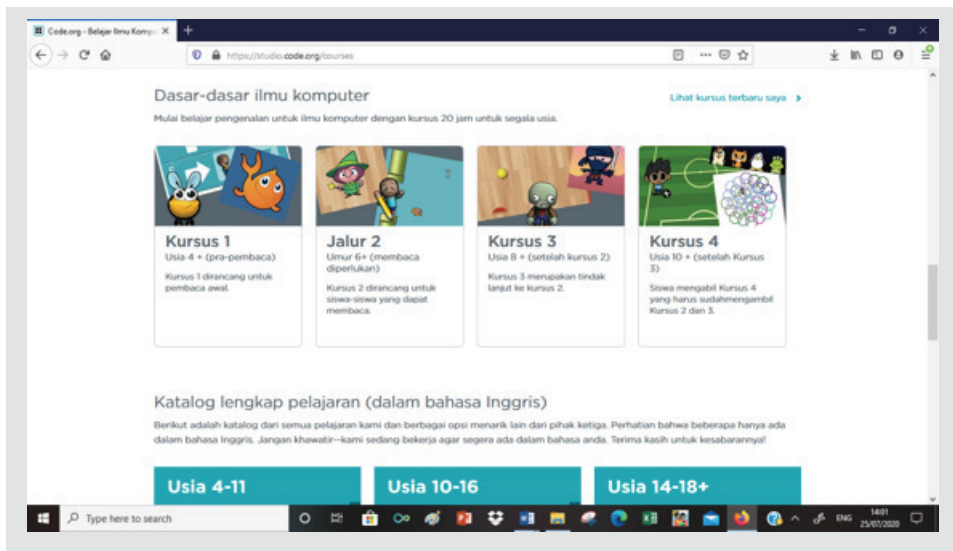 Code.org - Belajar Ilmu Komp
https://studio.code.org/courses
Dasar-dasar ilmu komputer
Lihat kursus terbaru saya
Mulai belajar pengenalan untuk ilmu komputer dengan kursus 20 jam untuk segala usia.
Kursus 1
Usia 4 + (pra-pembaca)
Kursus 1 dirancang untuk
pembaca awal.
Jalur 2
Umur 6+ (membaca
diperlukan)
Kursus 2 dirancang untuk
siswa-siswa yang dapat
membaca.
Kursus 3
Usia 8 + (setelah kursus 2)
Kursus 3 merupakan tindak
lanjut ke kursus 2.
Kursus 4
Usia 10 + (setelah Kursus
3)
Siswa mengabil Kursus 4
yang harus sudahmengambil
Kursus 2 dan 3.
Katalog lengkap pelajaran (dalam bahasa Inggris)
Berikut adalah katalog dari semua pelajaran kami dan berbagai opsi menarik lain dari pihak ketiga. Perhatian bahwa beberapa hanya ada
dalam bahasa Inggris. Jangan khawatir--kami sedang bekerja agar segera ada dalam bahasa anda. Terima kasih untuk kesabarannya!
Usia 4-11
Usia 10-16
Usia 14-18+
Type here to search
ENG
14:01
25/07/2020